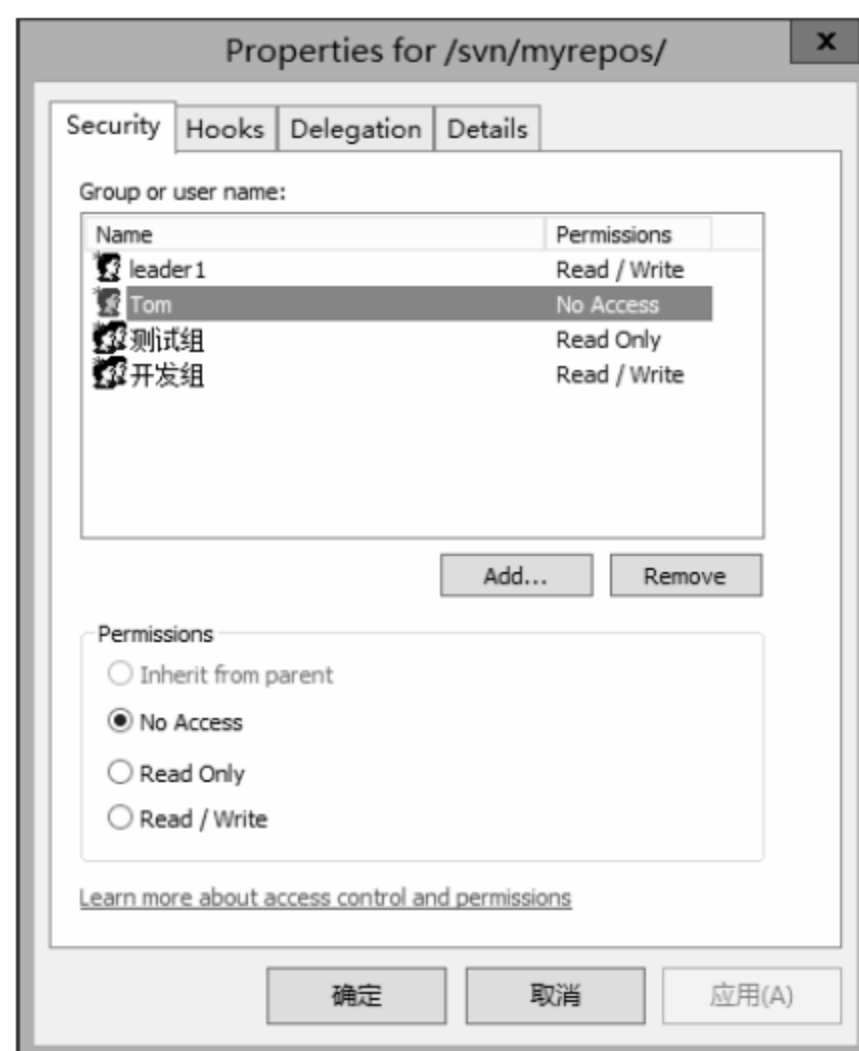 Properties for /svn/myrepos/
x
Security Hooks Delegation Details
Group or user name:
Name Permissions
leader1 Read / Write
Tom No Access
测试组 Read Only
开发组 Read / Write
Add... Remove
Permissions
Inherit from parent
No Access
Read Only
Read / Write
Learn more about access control and permissions
确定 取消 应用(A)